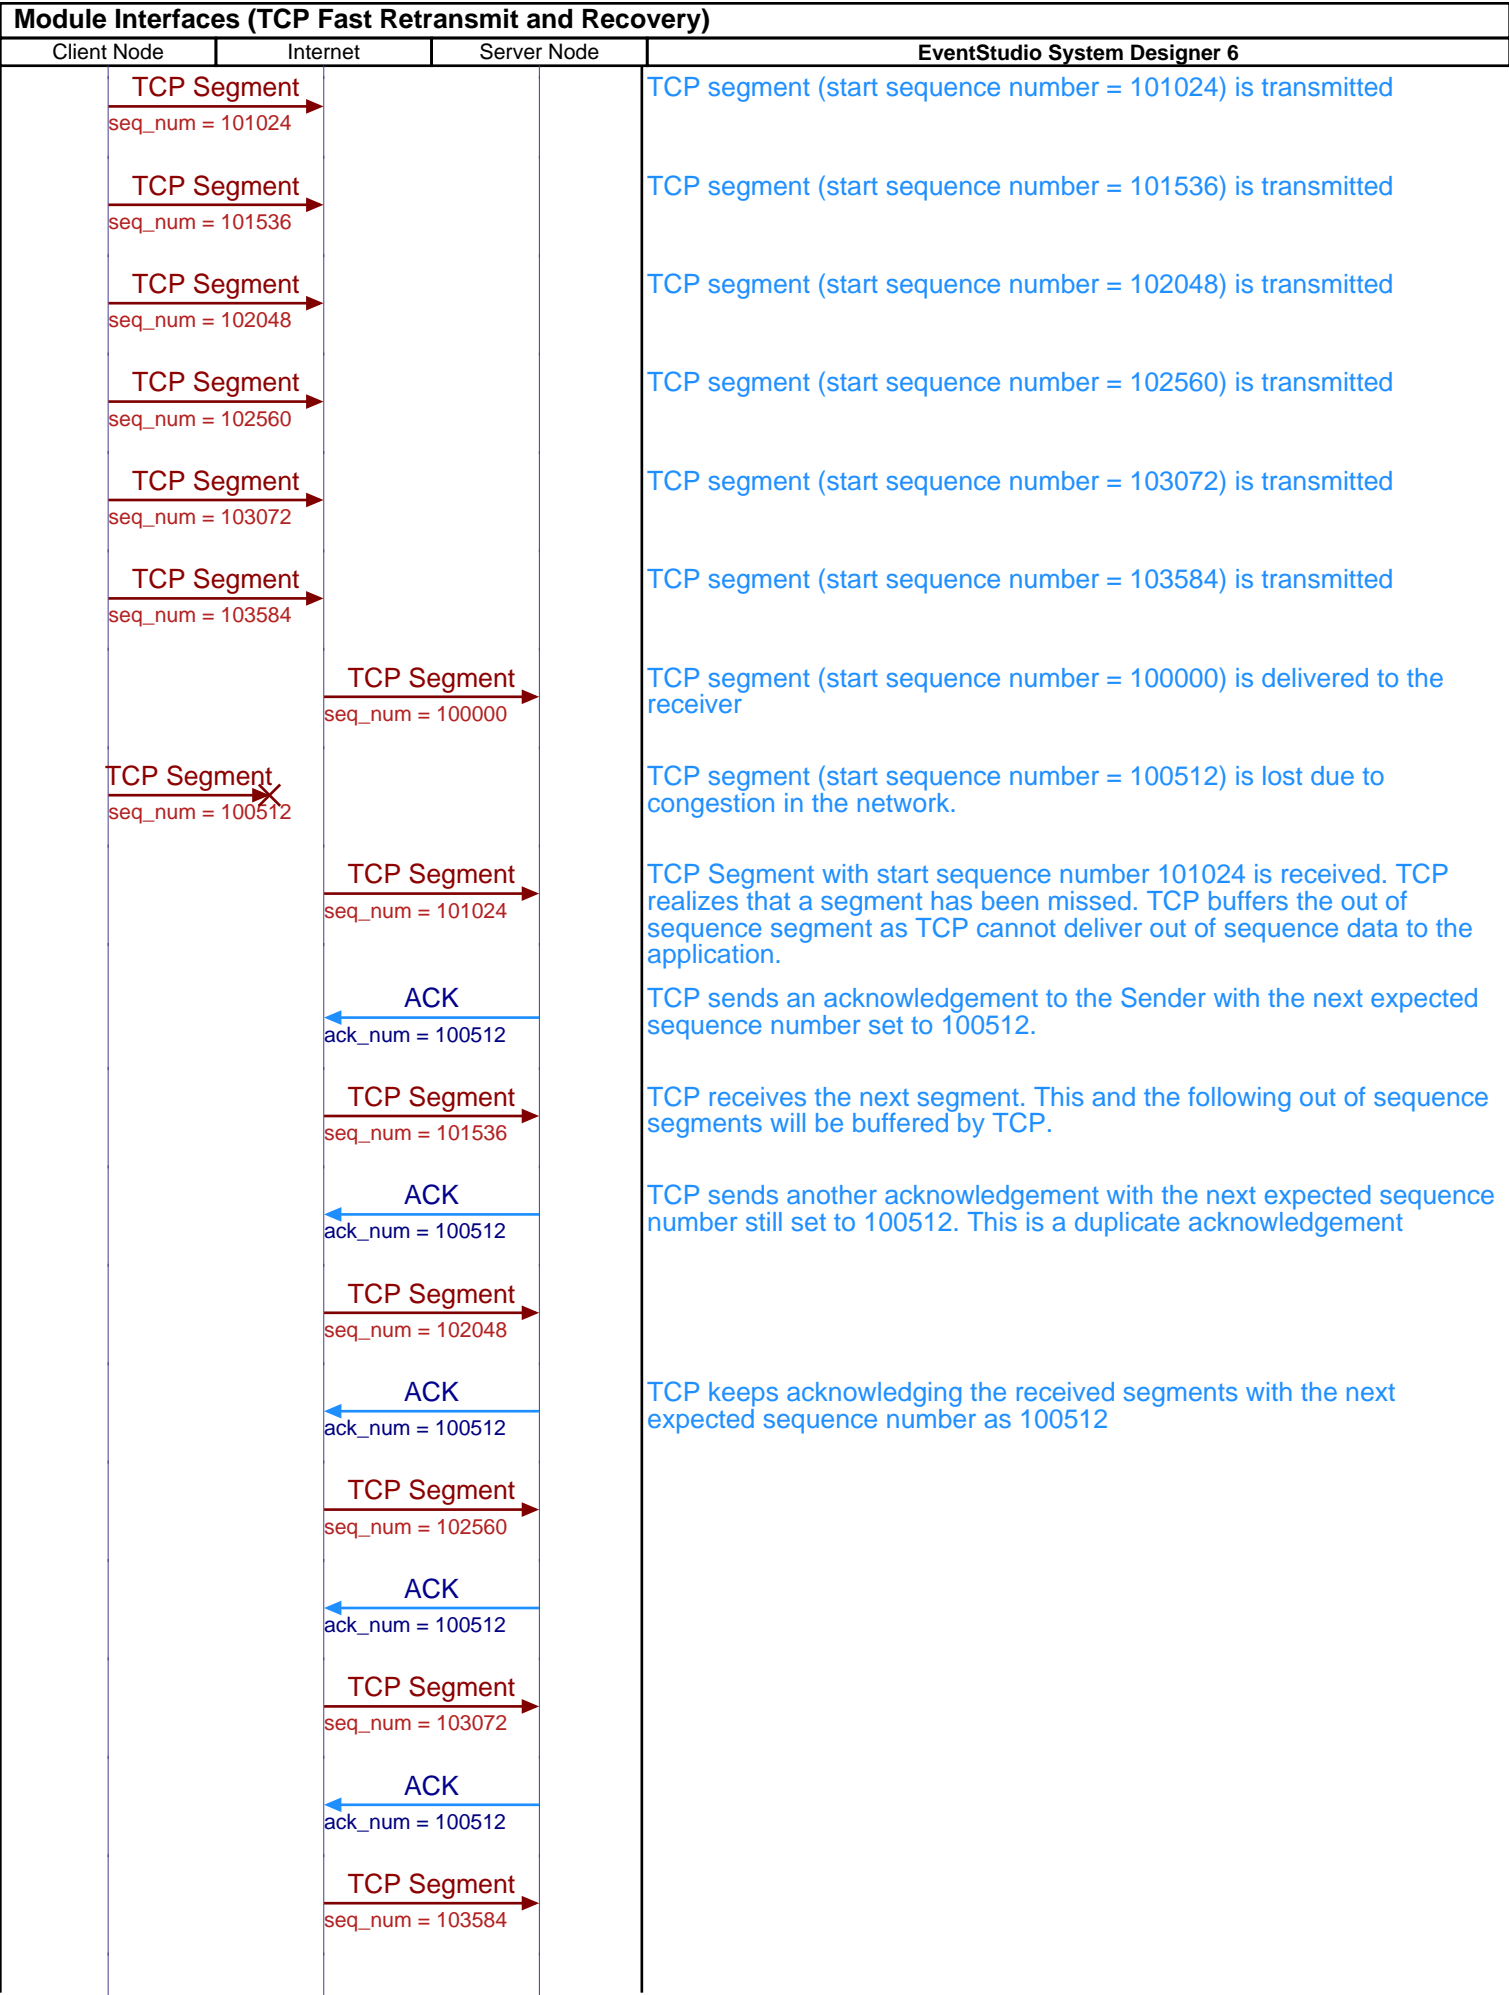 Module Interfaces (TCP Fast Retransmit and Recovery)
Client Node
Internet
Server Node
EventStudio System Designer 6
TCP Segment
seq_num = 101024
TCP segment (start sequence number = 101024) is transmitted
TCP Segment
seq_num = 101536
TCP segment (start sequence number = 101536) is transmitted
TCP Segment
seq_num = 102048
TCP segment (start sequence number = 102048) is transmitted
TCP Segment
seq_num = 102560
TCP segment (start sequence number = 102560) is transmitted
TCP Segment
seq_num = 103072
TCP segment (start sequence number = 103072) is transmitted
TCP Segment
seq_num = 103584
TCP segment (start sequence number = 103584) is transmitted
TCP Segment
seq_num = 100000
TCP segment (start sequence number = 100000) is delivered to the
receiver
TCP Segment
seq_num = 100512
TCP segment (start sequence number = 100512) is lost due to
congestion in the network.
TCP Segment
seq_num = 101024
TCP Segment with start sequence number 101024 is received. TCP
realizes that a segment has been missed. TCP buffers the out of
sequence segment as TCP cannot deliver out of sequence data to the
application.
ACK
ack_num = 100512
TCP sends an acknowledgement to the Sender with the next expected
sequence number set to 100512.
TCP Segment
seq_num = 101536
TCP receives the next segment. This and the following out of sequence
segments will be buffered by TCP.
ACK
ack_num = 100512
TCP sends another acknowledgement with the next expected sequence
number still set to 100512. This is a duplicate acknowledgement
TCP Segment
seq_num = 102048
ACK
ack_num = 100512
TCP keeps acknowledging the received segments with the next
expected sequence number as 100512
TCP Segment
seq_num = 102560
ACK
ack_num = 100512
TCP Segment
seq_num = 103072
ACK
ack_num = 100512
TCP Segment
seq_num = 103584